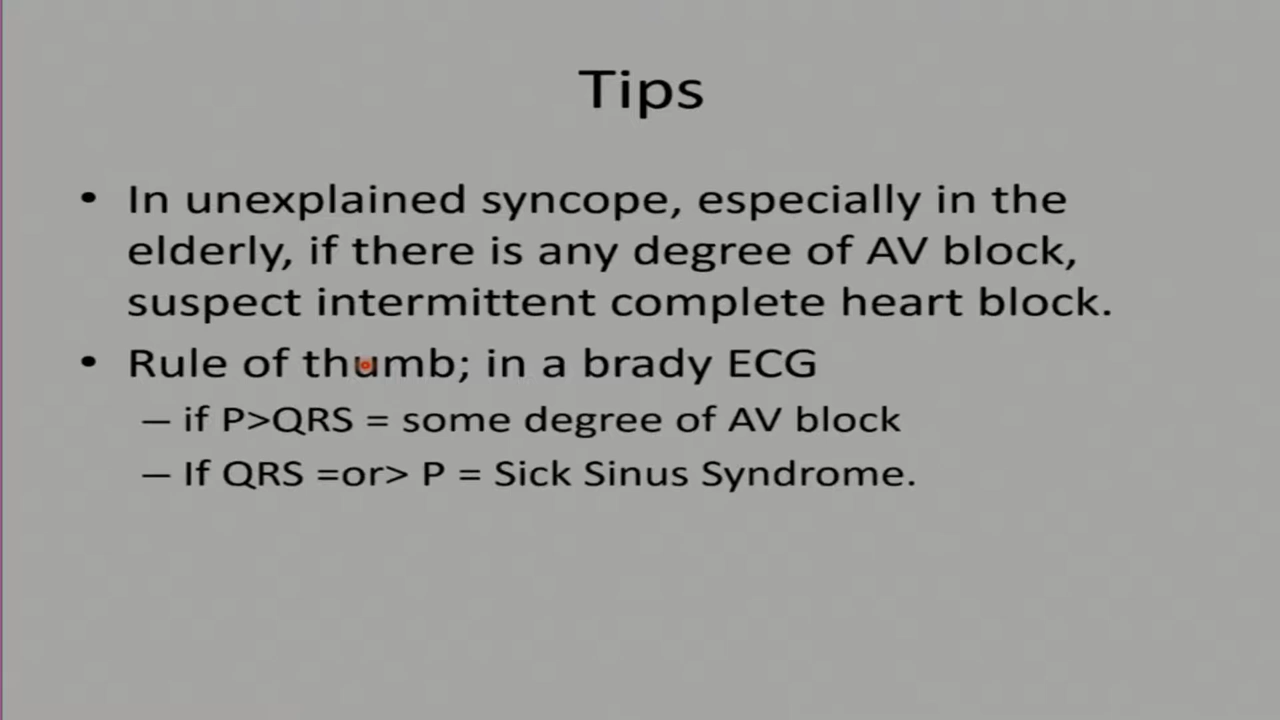 Tips
• In unexplained syncope, especially in the
elderly, if there is any degree of AV block,
suspect intermittent complete heart block.
• Rule of thumb; in a brady ECG
– if P>QRS = some degree of AV block
– If QRS =or> P = Sick Sinus Syndrome.